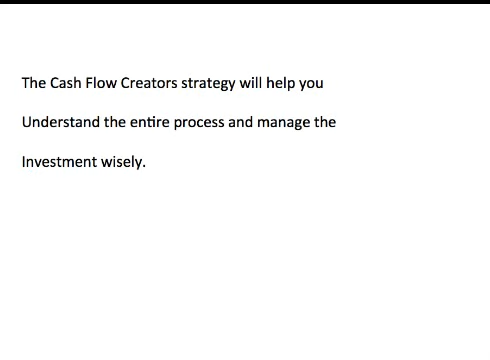 The Cash Flow Creators strategy will help you
Understand the entire process and manage the
Investment wisely.